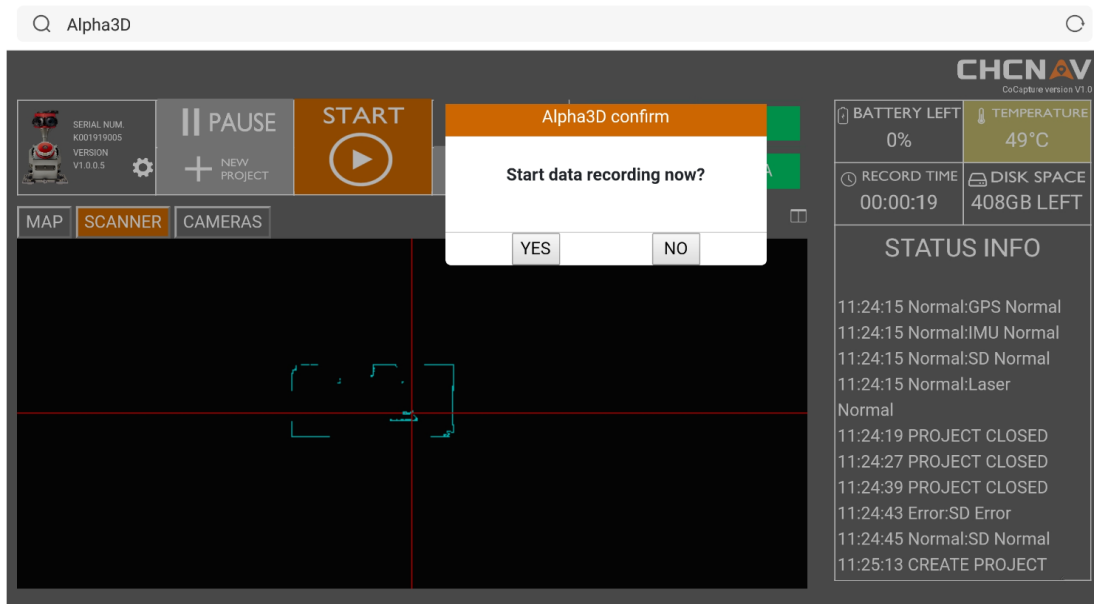 Alpha3D
CHCNAV
CoCapture version V1.0
SERIAL NUM.
K001919005
VERSION
V1.0.0.5
PAUSE
NEW
PROJECT
START
Alpha3D confirm
Start data recording now?
YES
NO
A
BATTERY LEFT
0%
TEMPERATURE
49°C
RECORD TIME
00:00:19
DISK SPACE
408GB LEFT
MAP
SCANNER
CAMERAS
STATUS INFO
11:24:15 Normal:GPS Normal
11:24:15 Normal:IMU Normal
11:24:15 Normal:SD Normal
11:24:15 Normal:Laser
Normal
11:24:19 PROJECT CLOSED
11:24:27 PROJECT CLOSED
11:24:39 PROJECT CLOSED
11:24:43 Error:SD Error
11:24:45 Normal:SD Normal
11:25:13 CREATE PROJECT